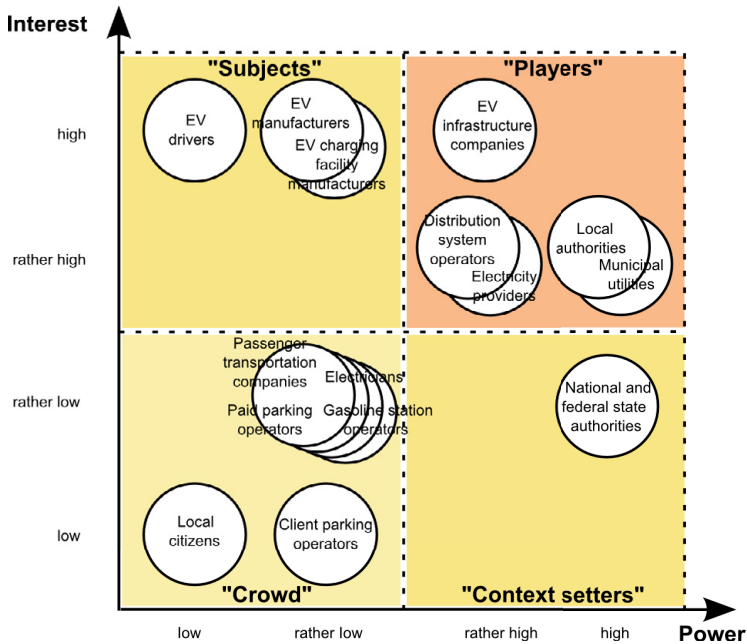 Interest
"Subjects"
"Players"
high
EV
drivers
EV
manufacturers
EV charging
facility
manufacturers
EV
infrastructure
companies
rather high
Distribution
system
operators
Electricity
providers
Local
authorities
Municipal
utilities
rather low
Passenger
transportation
companies
Electricians
Paid parking
operators
Gasoline station
operators
National and
federal state
authorities
low
Local
citizens
Client parking
operators
"Crowd"
"Context setters"
low
rather low
rather high
high
Power